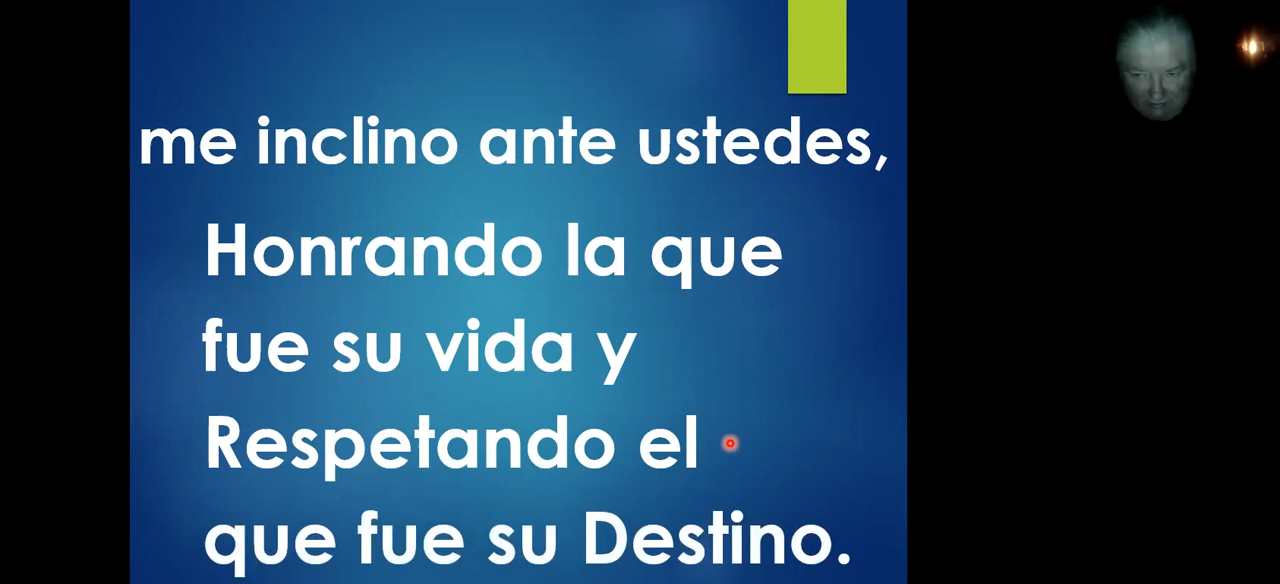 me inclino ante ustedes,
Honrando la que
fue su vida y
Respetando el
que fue su Destino.